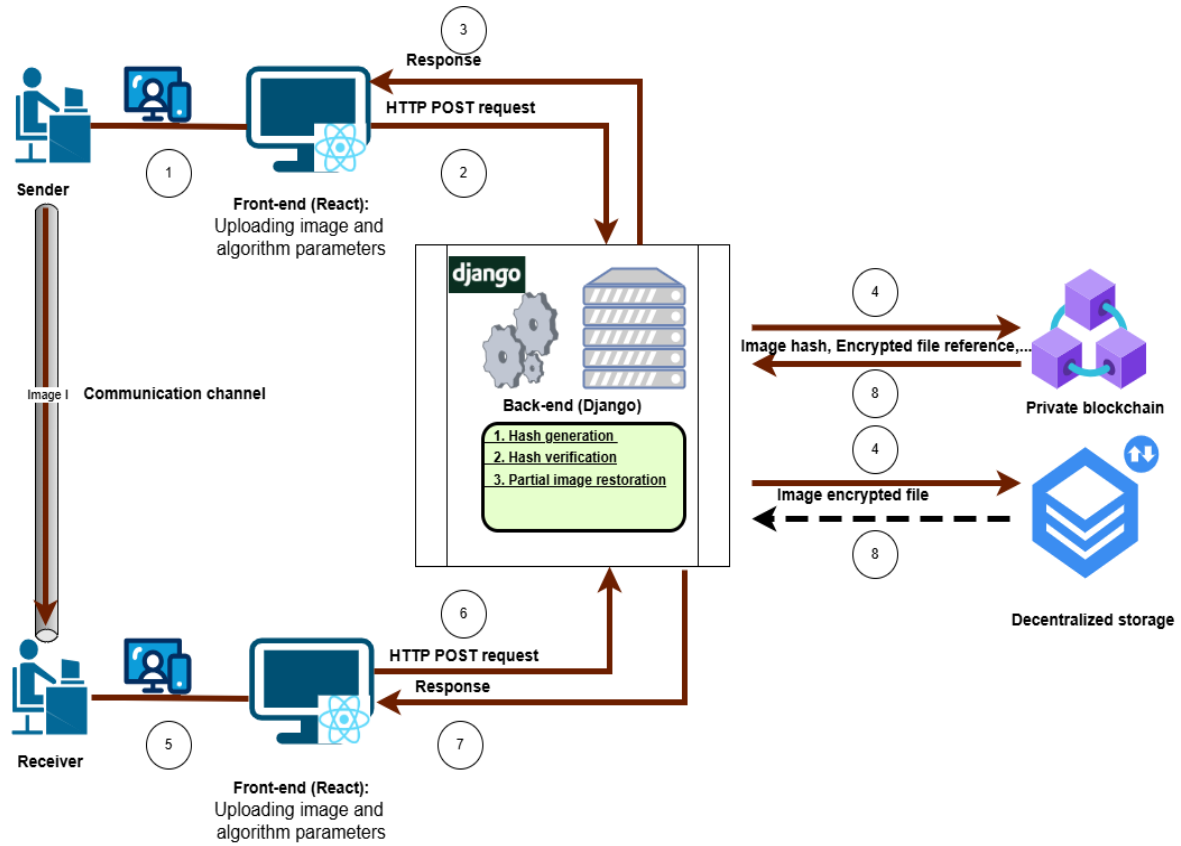 3
Response
HTTP POST request
1
2
Sender
Front-end (React):
Uploading image and
algorithm parameters
django
4
Image hash, Encrypted file reference,...
8
Private blockchain
Image I
Communication channel
Back-end (Django)
1. Hash generation
2. Hash verification
3. Partial image restoration
4
Image encrypted file
8
Decentralized storage
6
HTTP POST request
Response
5
7
Receiver
Front-end (React):
Uploading image and
algorithm parameters